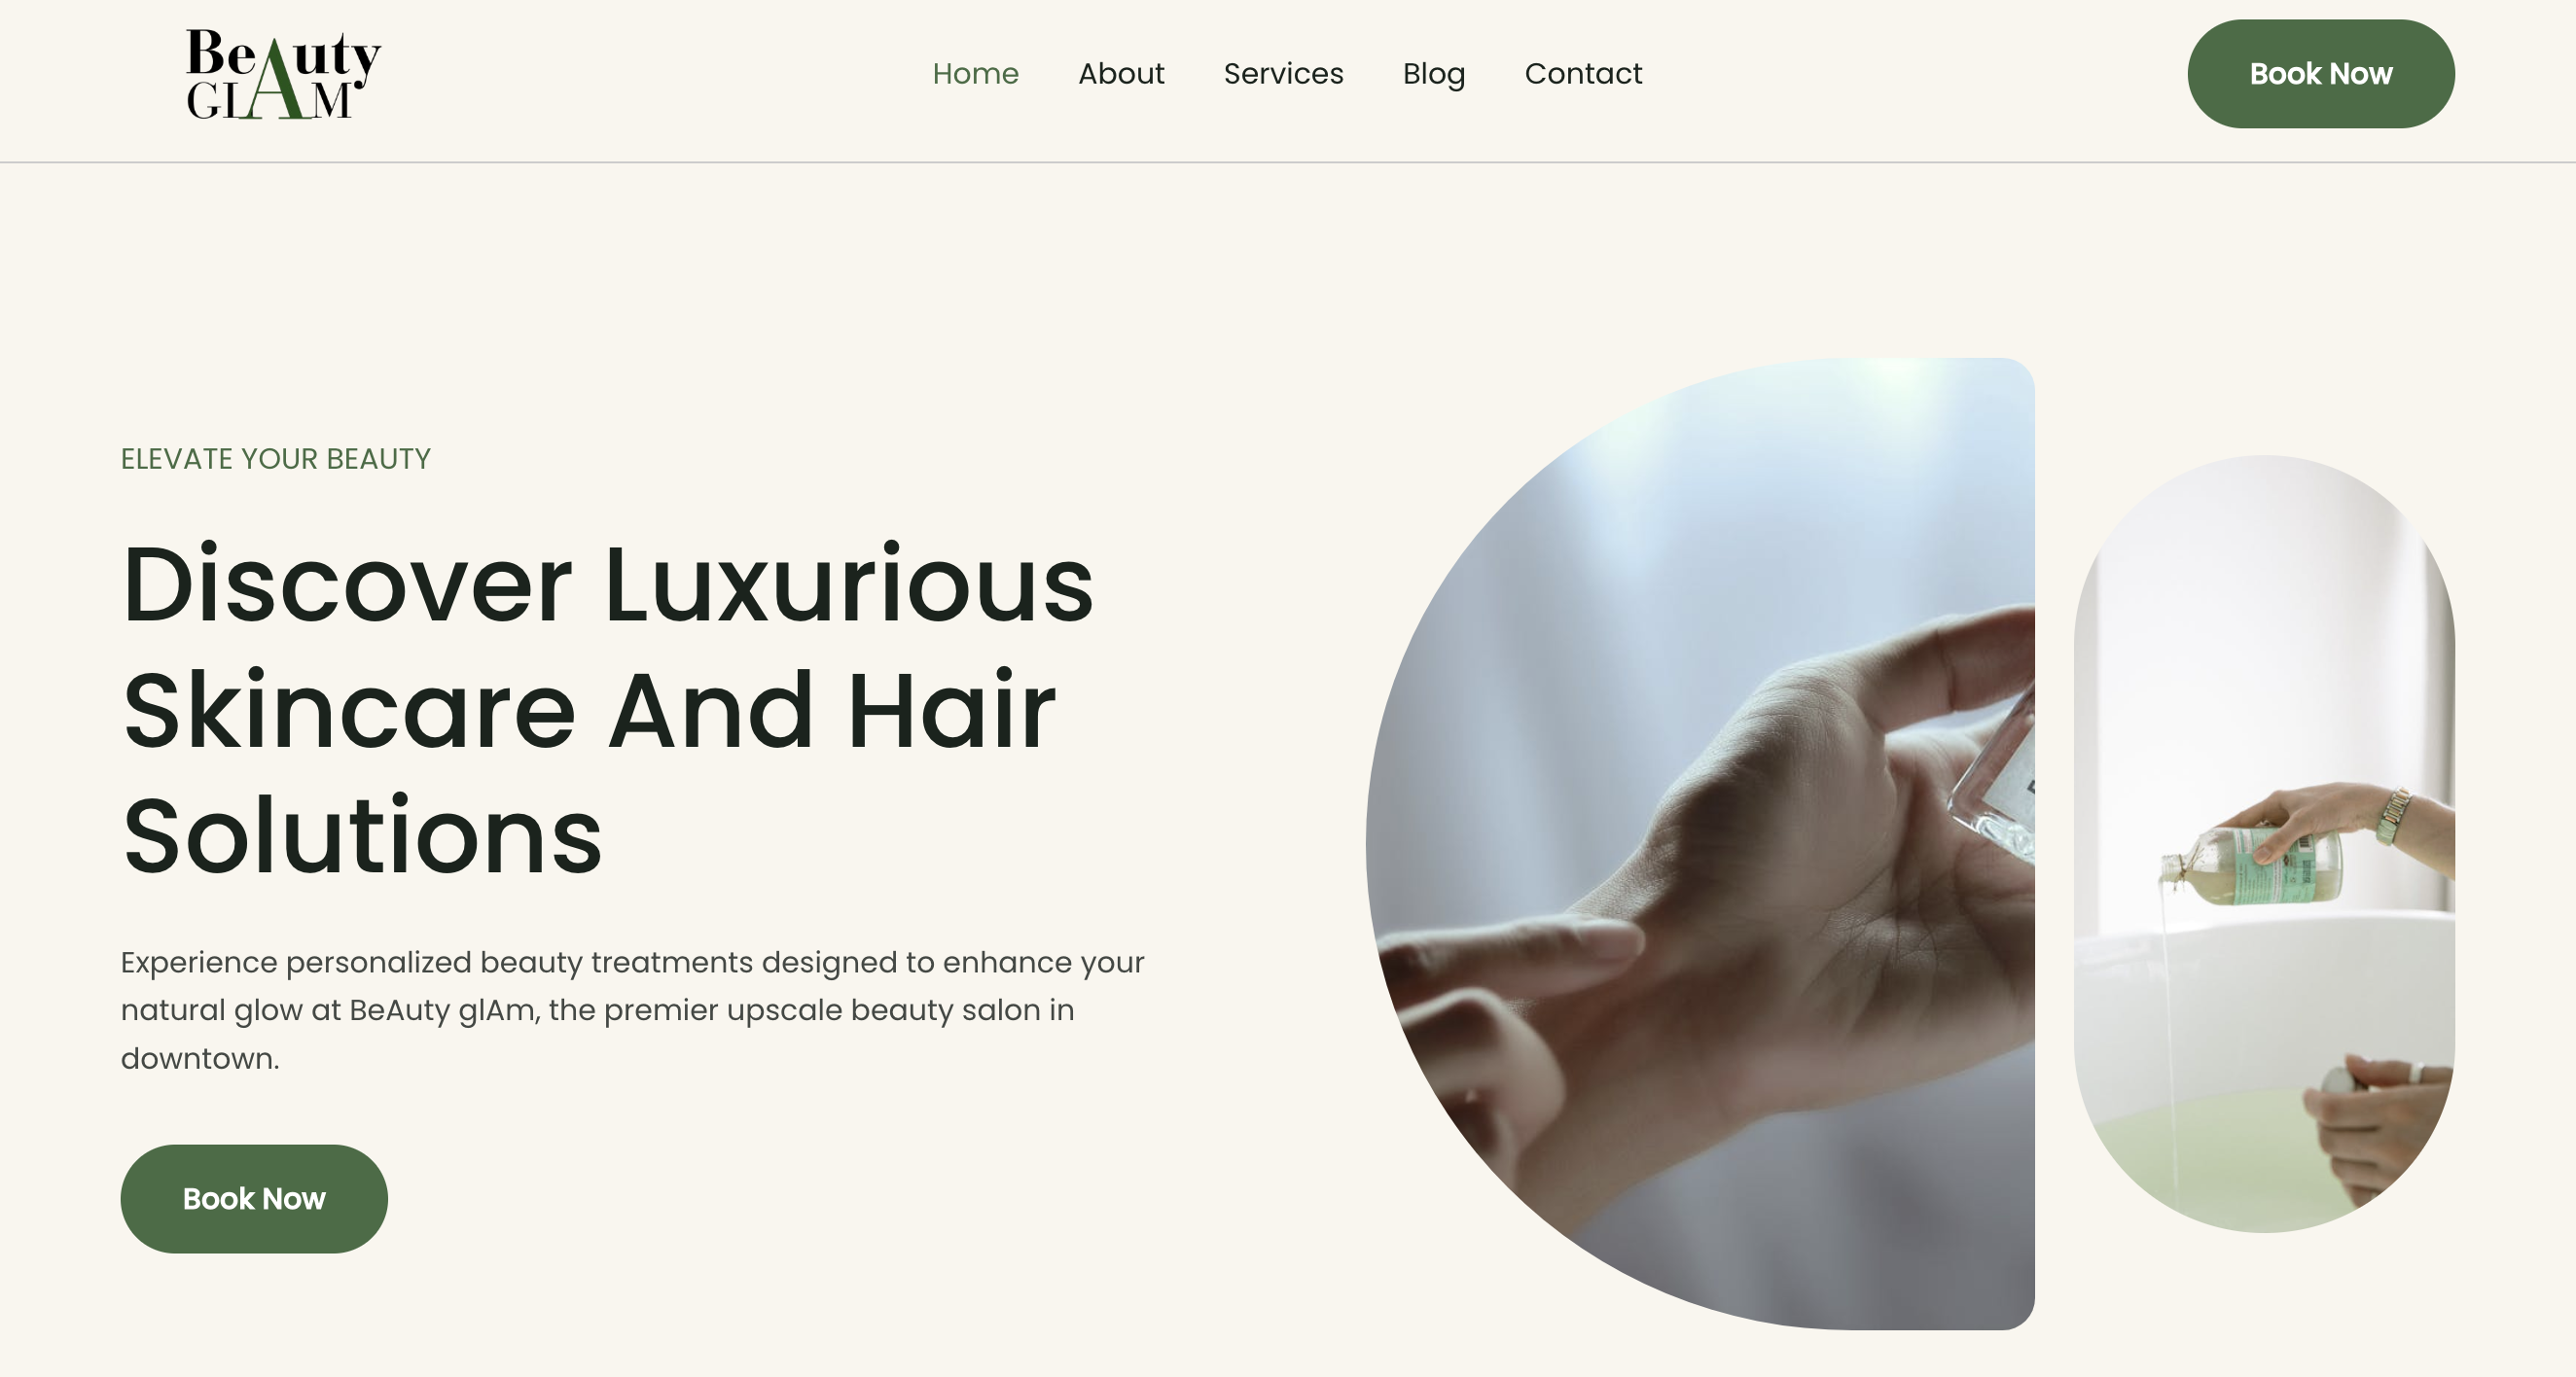 BeAuty
GLAM
Home About Services Blog Contact
Book Now
ELEVATE YOUR BEAUTY
Discover Luxurious
Skincare And Hair
Solutions
Experience personalized beauty treatments designed to enhance your
natural glow at BeAuty glAm, the premier upscale beauty salon in
downtown.
Book Now